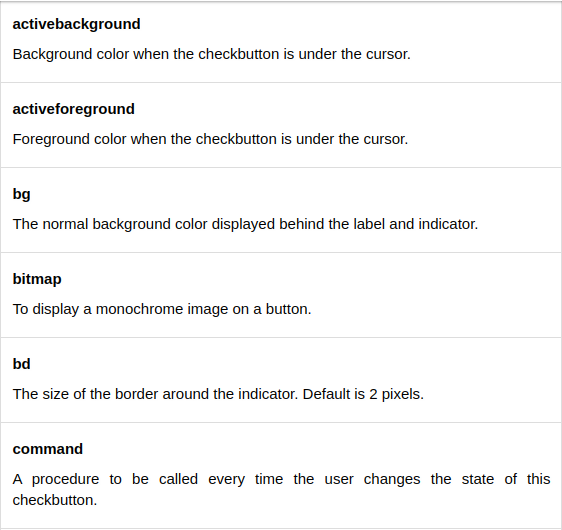 activebackground
Background color when the checkbutton is under the cursor.
activeforeground
Foreground color when the checkbutton is under the cursor.
bg
The normal background color displayed behind the label and indicator.
bitmap
To display a monochrome image on a button.
bd
The size of the border around the indicator. Default is 2 pixels.
command
A procedure to be called every time the user changes the state of this
checkbutton.